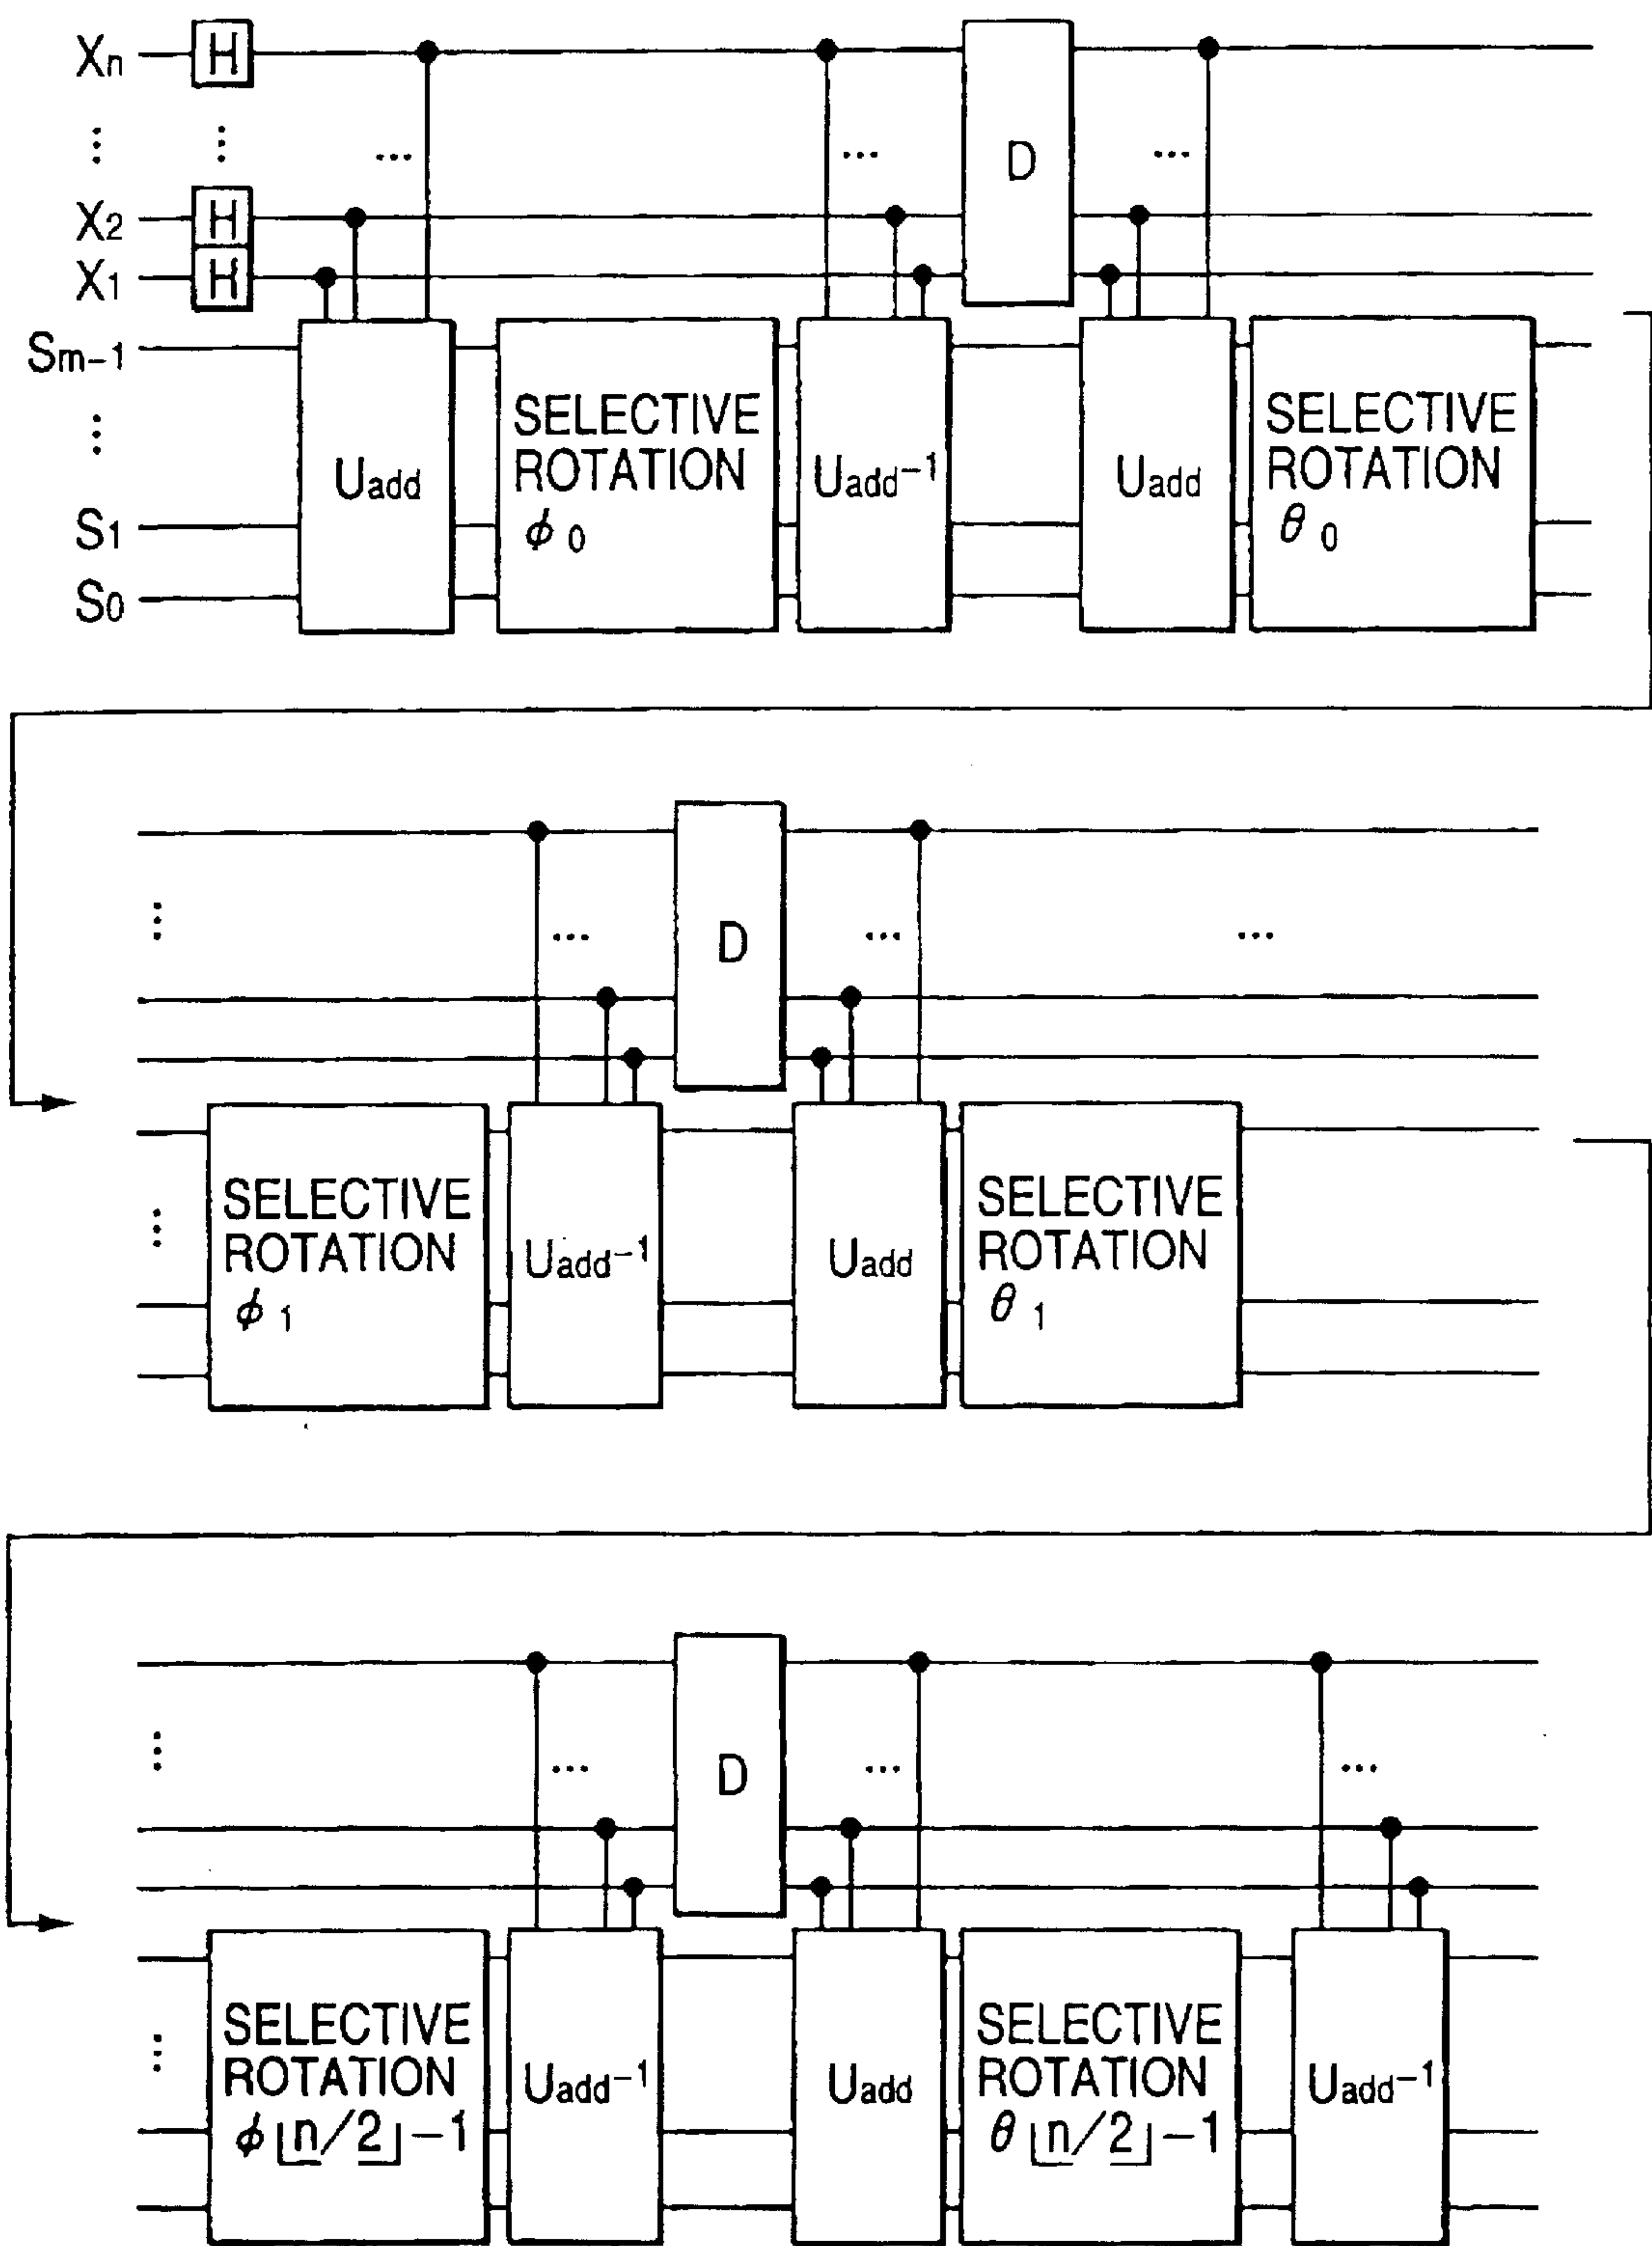 Xn H
⋮ ⋮ ... ... D ...
X2 H
X1 H
Sm-1
⋮
S1
S0
Uadd
SELECTIVE
ROTATION
ϕ 0
Uadd-1
Uadd
SELECTIVE
ROTATION
θ 0
⋮ ... D ... ...
⋮
SELECTIVE
ROTATION
ϕ 1
Uadd-1
Uadd
SELECTIVE
ROTATION
θ 1
⋮ ... D ... ...
⋮
SELECTIVE
ROTATION
ϕ ⌊n/2⌋-1
Uadd-1
Uadd
SELECTIVE
ROTATION
θ ⌊n/2⌋-1
Uadd-1